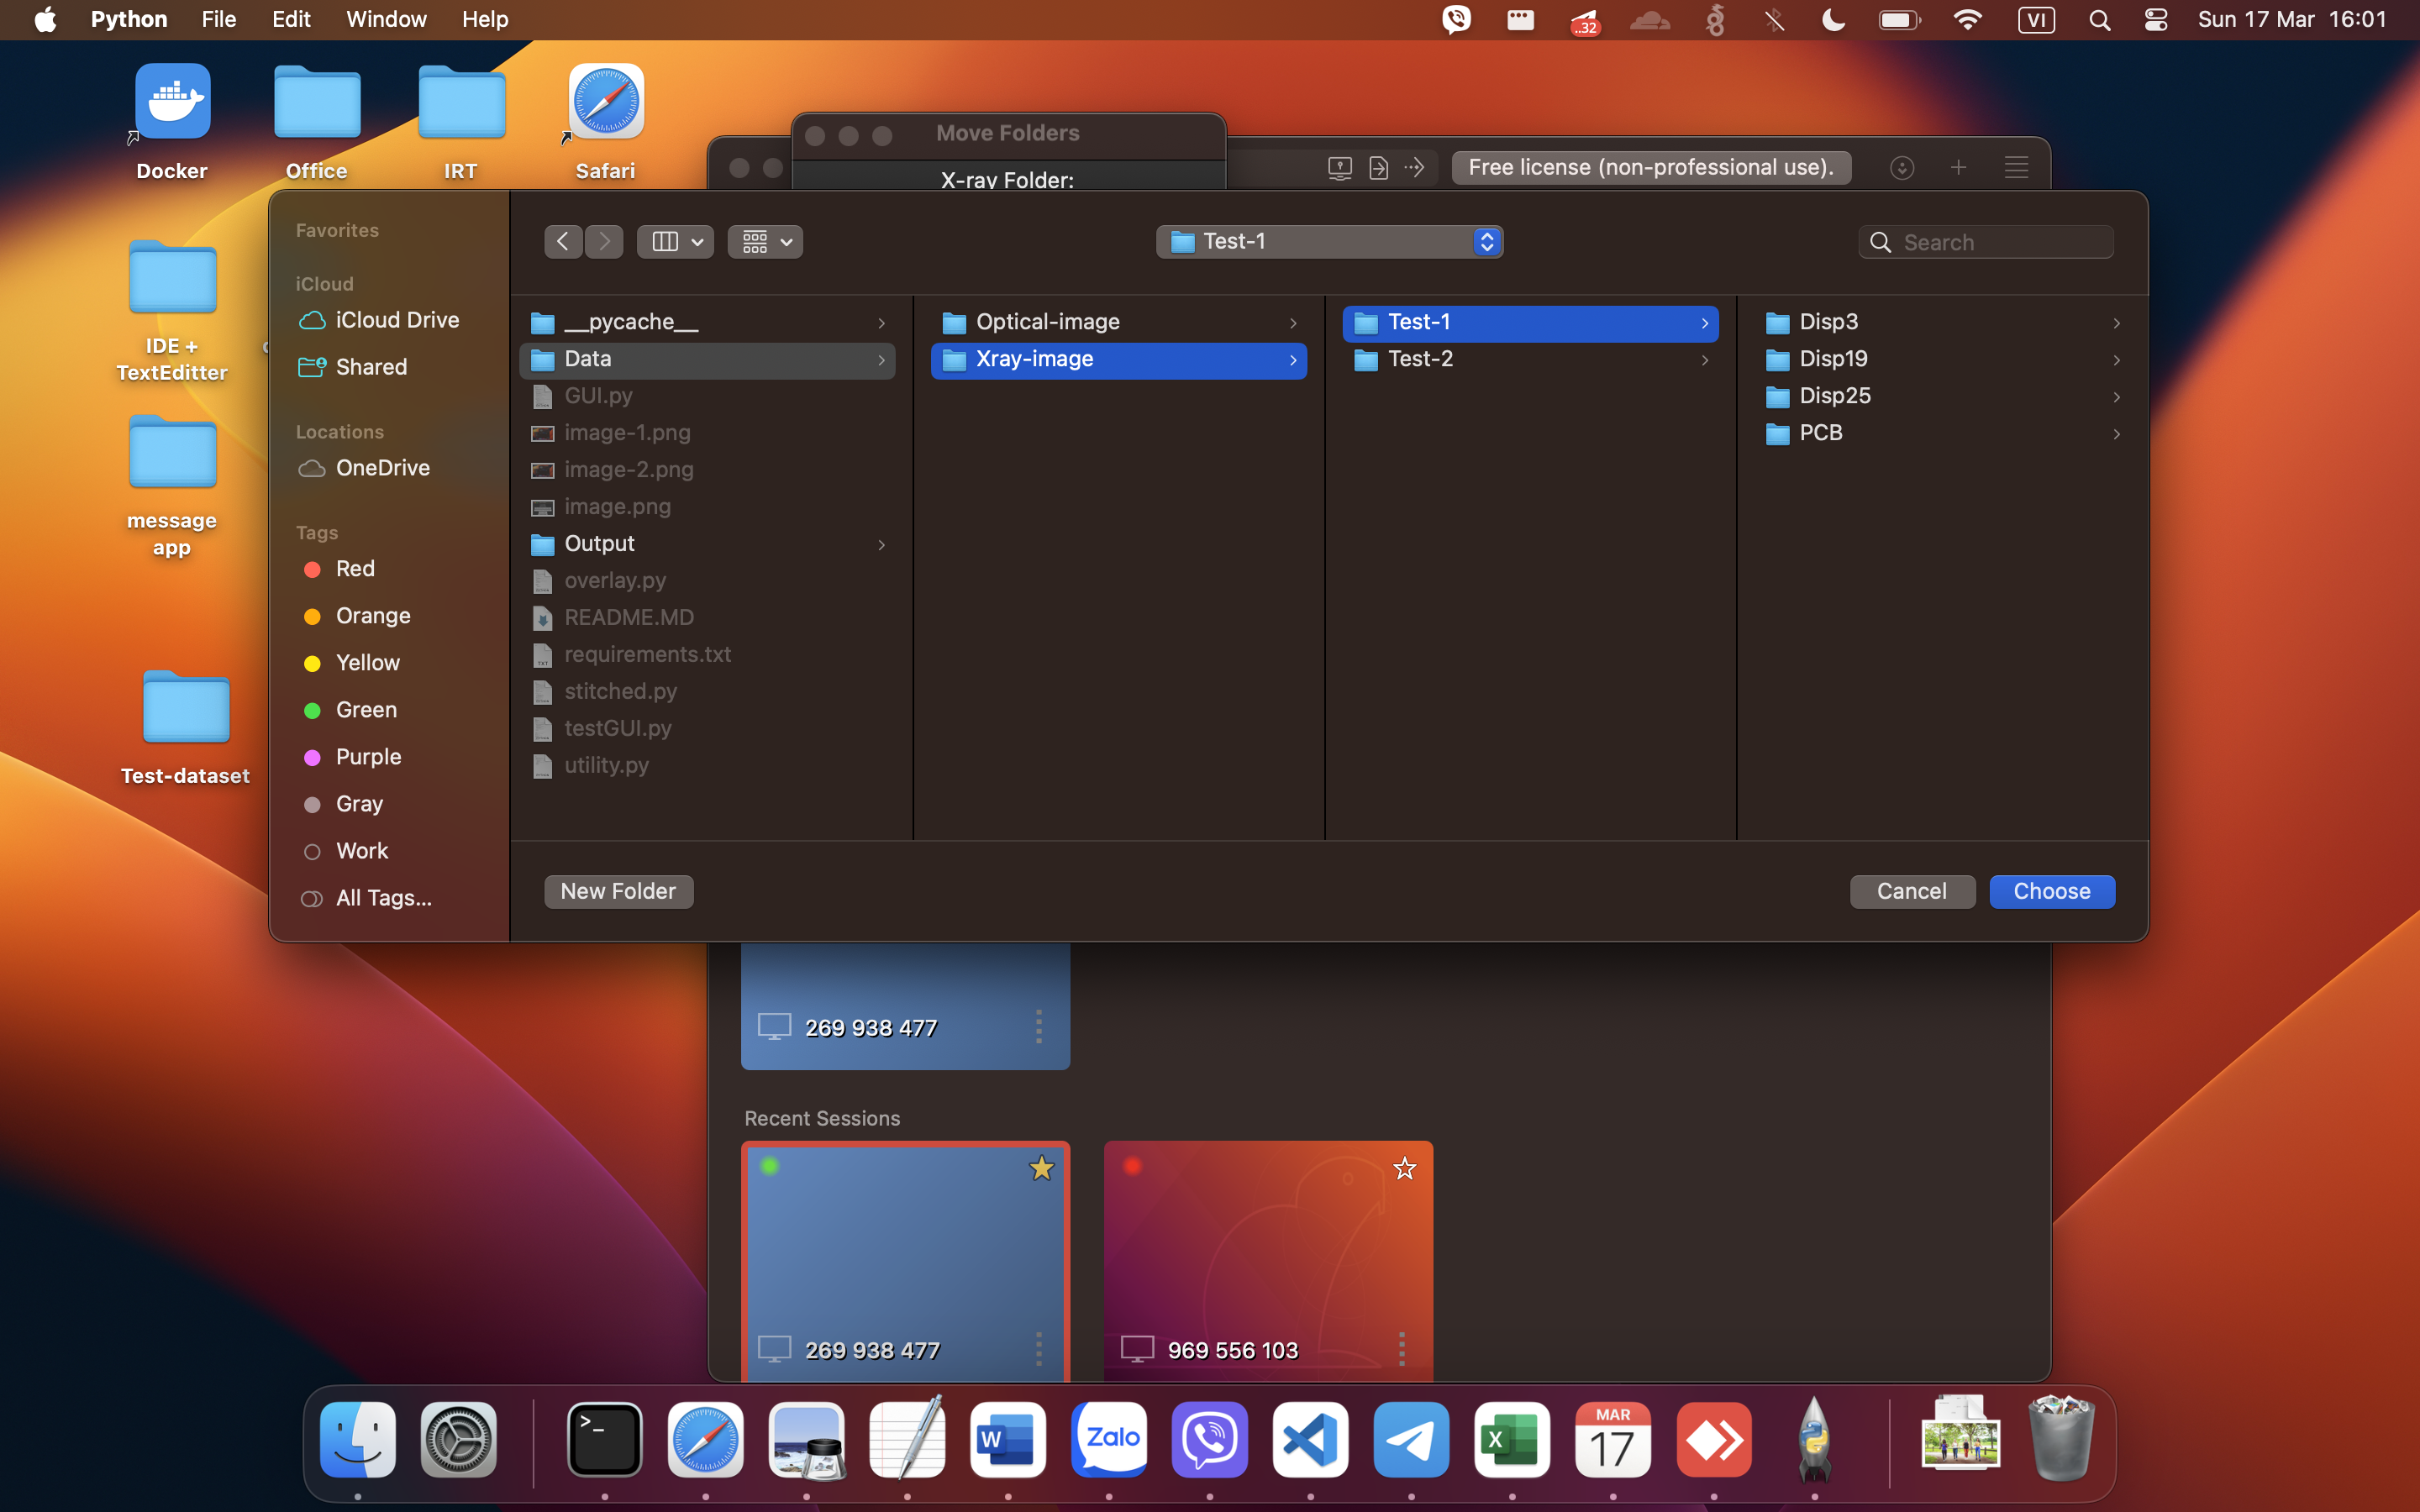 Python File Edit Window Help
..32
VI
Sun 17 Mar 16:01
Docker
Office
IRT
Safari
IDE +
TextEditter
message
app
Test-dataset
Move Folders
X-ray Folder:
Free license (non-professional use).
Favorites
iCloud
iCloud Drive
Shared
Locations
OneDrive
Tags
Red
Orange
Yellow
Green
Purple
Gray
Work
All Tags...
Test-1
Search
__pycache__
Data
GUI.py
image-1.png
image-2.png
image.png
Output
overlay.py
README.MD
requirements.txt
stitched.py
testGUI.py
utility.py
Optical-image
Xray-image
Test-1
Test-2
Disp3
Disp19
Disp25
PCB
New Folder
Cancel
Choose
269 938 477
Recent Sessions
269 938 477
969 556 103
>_
W
Zalo
X
MAR
17